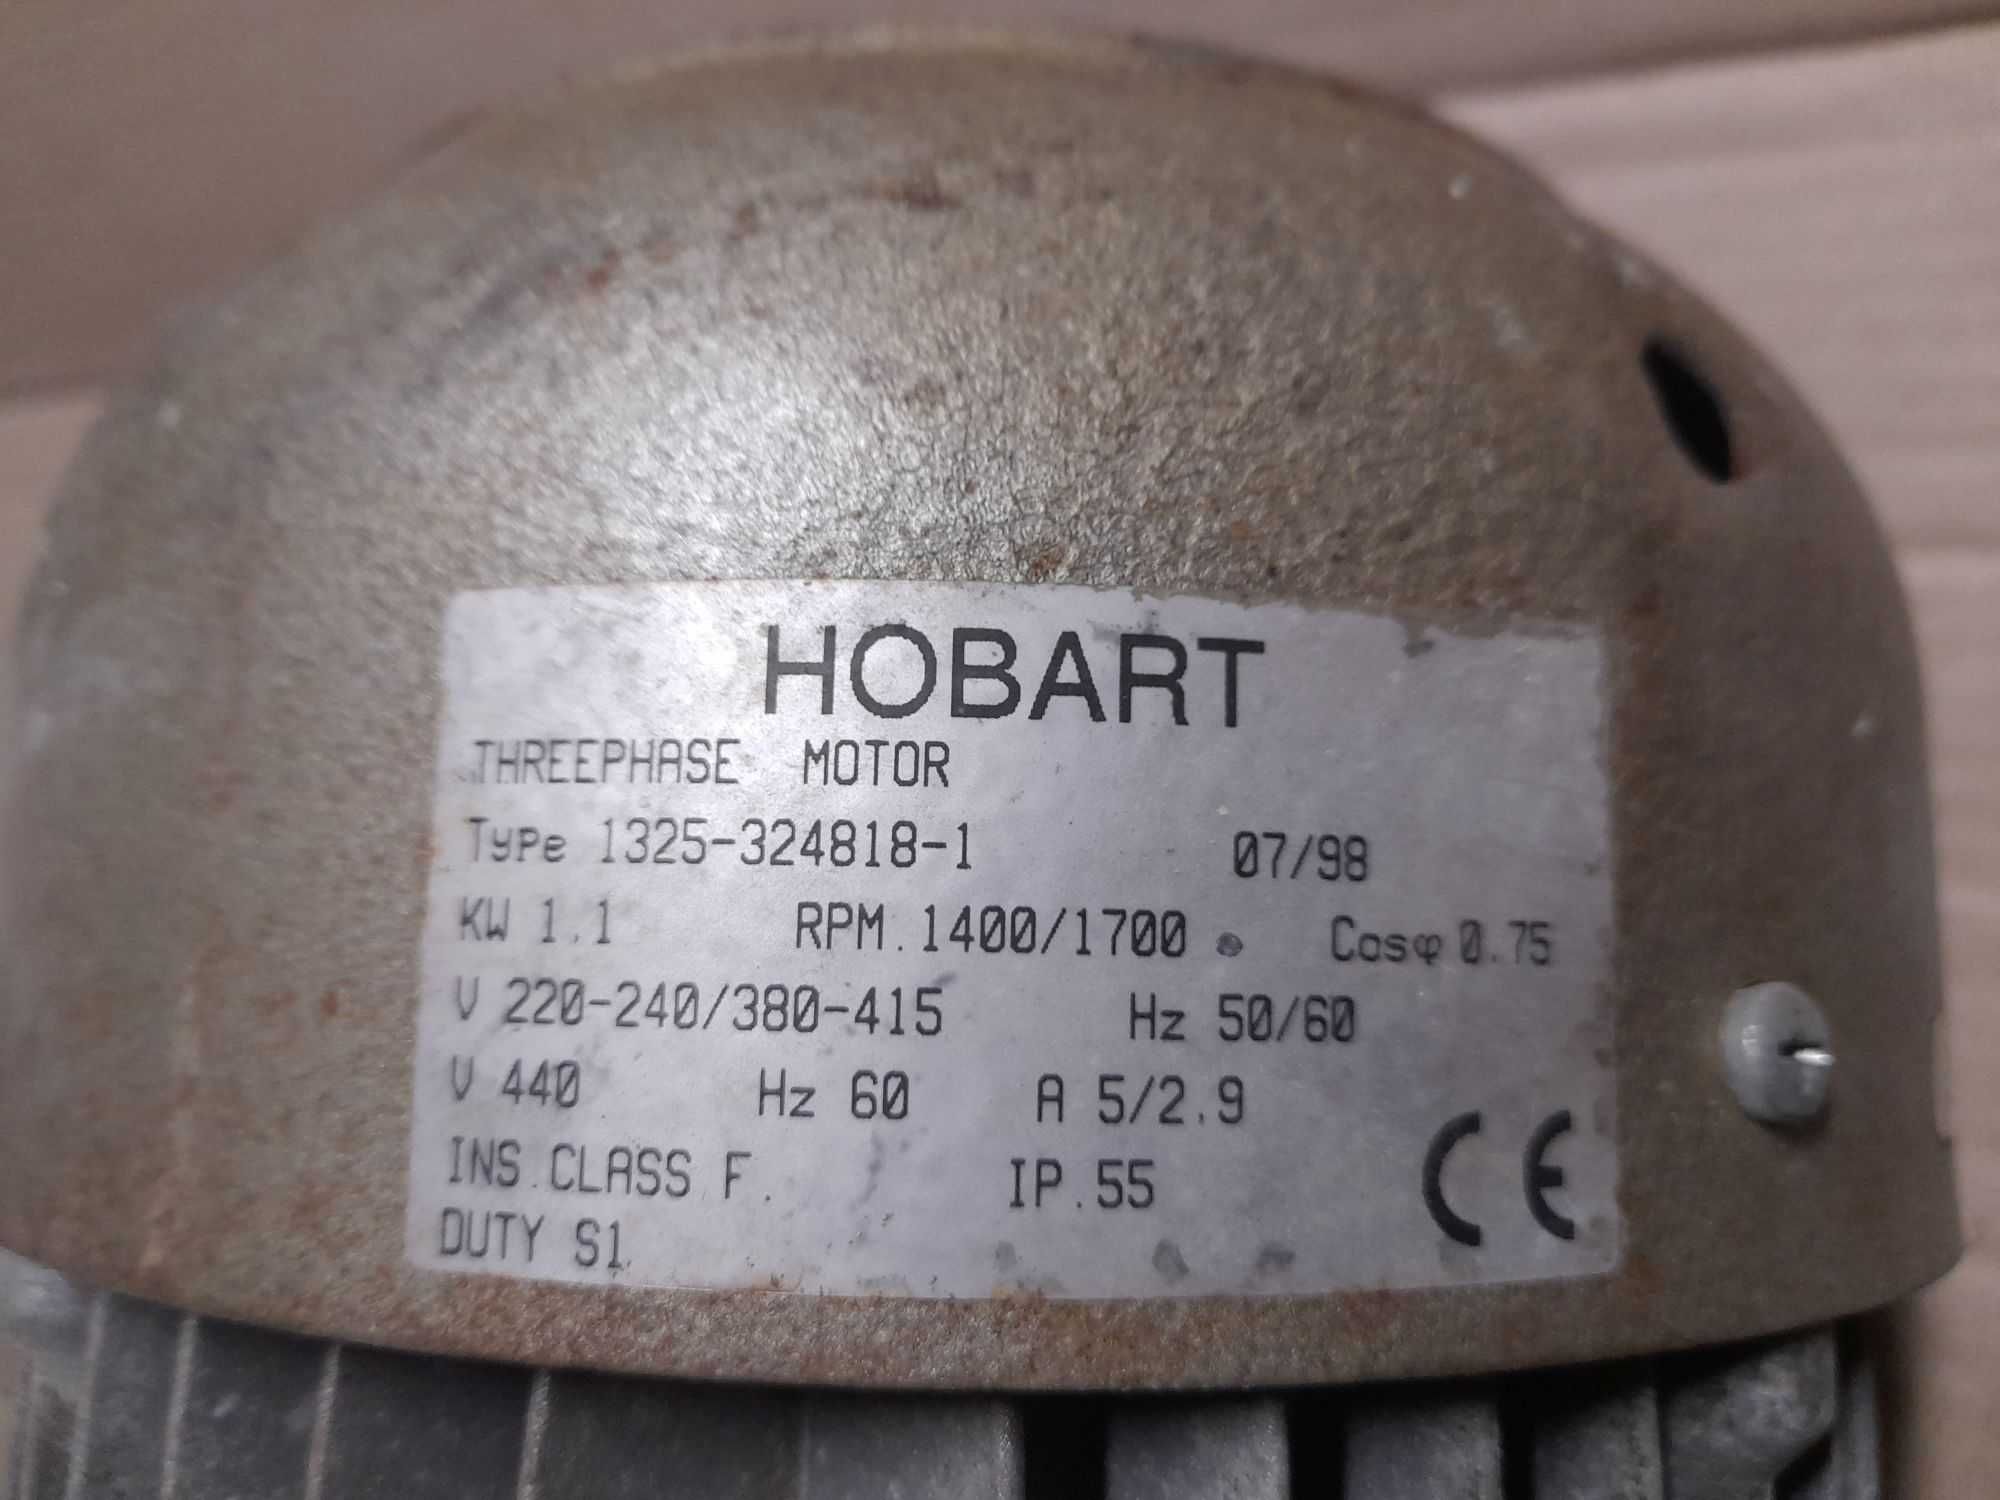 HOBART
THREEPHASE MOTOR
Type 1325-324818-1 07/98
KW 1.1 RPM.1400/1700 Cosφ 0.75
V 220-240/380-415 Hz 50/60
V 440 Hz 60 A 5/2.9
INS.CLASS F. IP.55
DUTY S1 CE